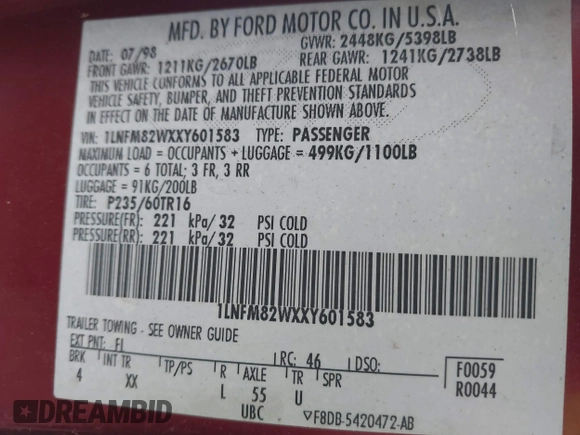 MFD. BY FORD MOTOR CO. IN U.S.A.
DATE: 07/98 GVWR: 2448KG/5398LB
FRONT GAWR: 1211KG/2670LB REAR GAWR: 1241KG/2738LB
THIS VEHICLE CONFORMS TO ALL APPLICABLE FEDERAL MOTOR
VEHICLE SAFETY, BUMPER, AND THEFT PREVENTION STANDARDS
IN EFFECT ON THE DATE OF MANUFACTURE SHOWN ABOVE.
VIN: 1LNFM82WXXY601583 TYPE: PASSENGER
MAXIMUM LOAD = OCCUPANTS + LUGGAGE = 499KG/1100LB
OCCUPANTS = 6 TOTAL; 3 FR, 3 RR
LUGGAGE = 91KG/200LB
TIRE: P235/60TR16
PRESSURE(FR): 221 kPa/32 PSI COLD
PRESSURE(RR): 221 kPa/32 PSI COLD
1LNFM82WXXY601583
TRAILER TOWING - SEE OWNER GUIDE
EXT PNT: FL RC: 46 DSO: F0059
BRK INT TR TP/PS R AXLE TR SPR R0044
4 XX L 55 U
UBC ▽F8DB-5420472-AB
DREAMBID
AUTO IMPORT EXPORT